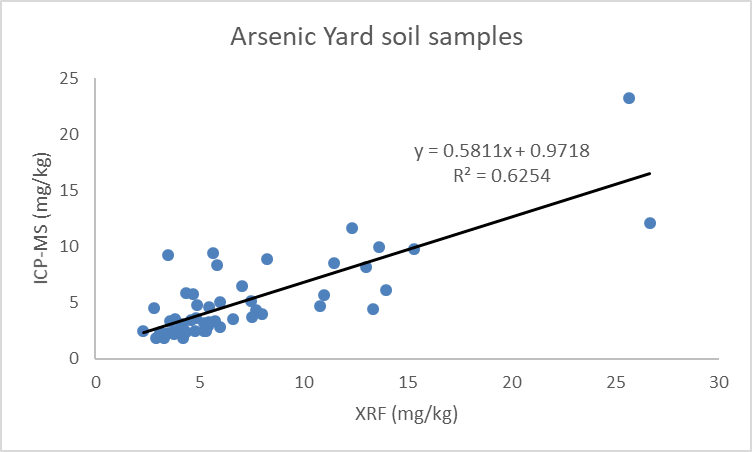 Arsenic Yard soil samples
25
20
15
10
5
0
ICP-MS (mg/kg)
y = 0.5811x + 0.9718
R² = 0.6254
0 5 10 15 20 25 30
XRF (mg/kg)